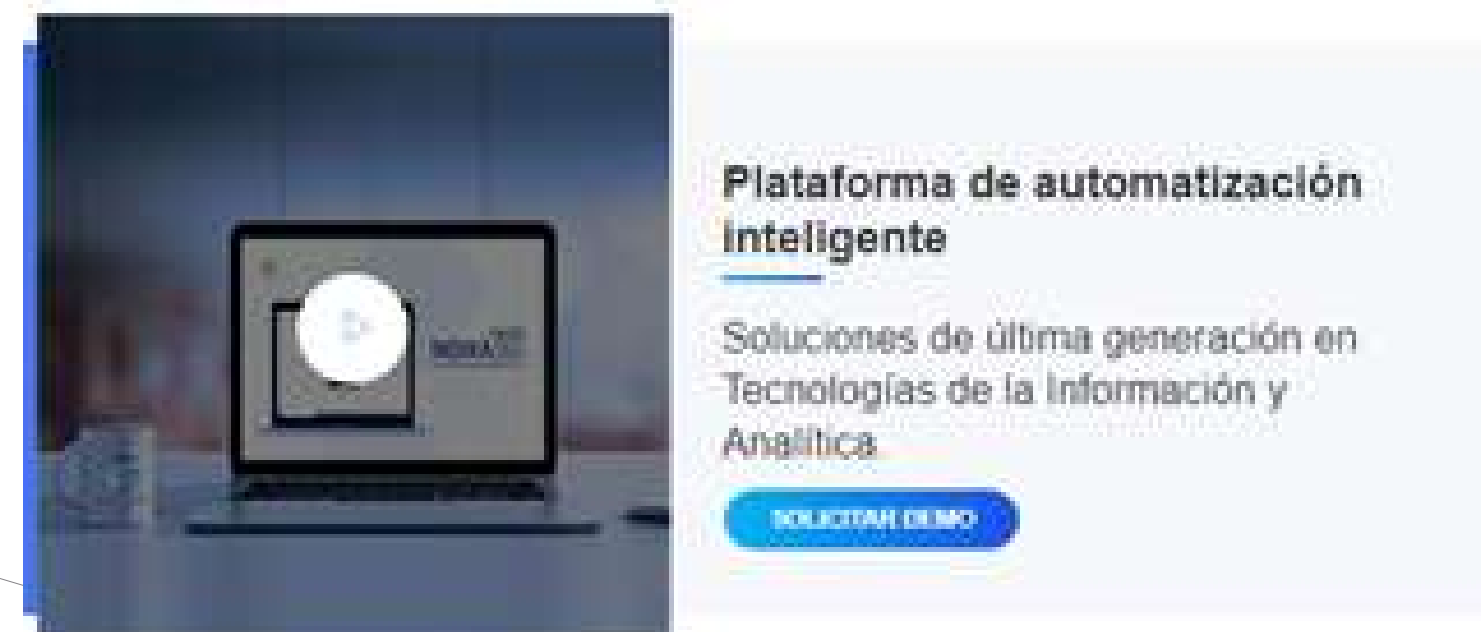 Plataforma de automatización
inteligente
Soluciones de última generación en
Tecnologías de la Información y
Analítica
SOLICITAR DEMO